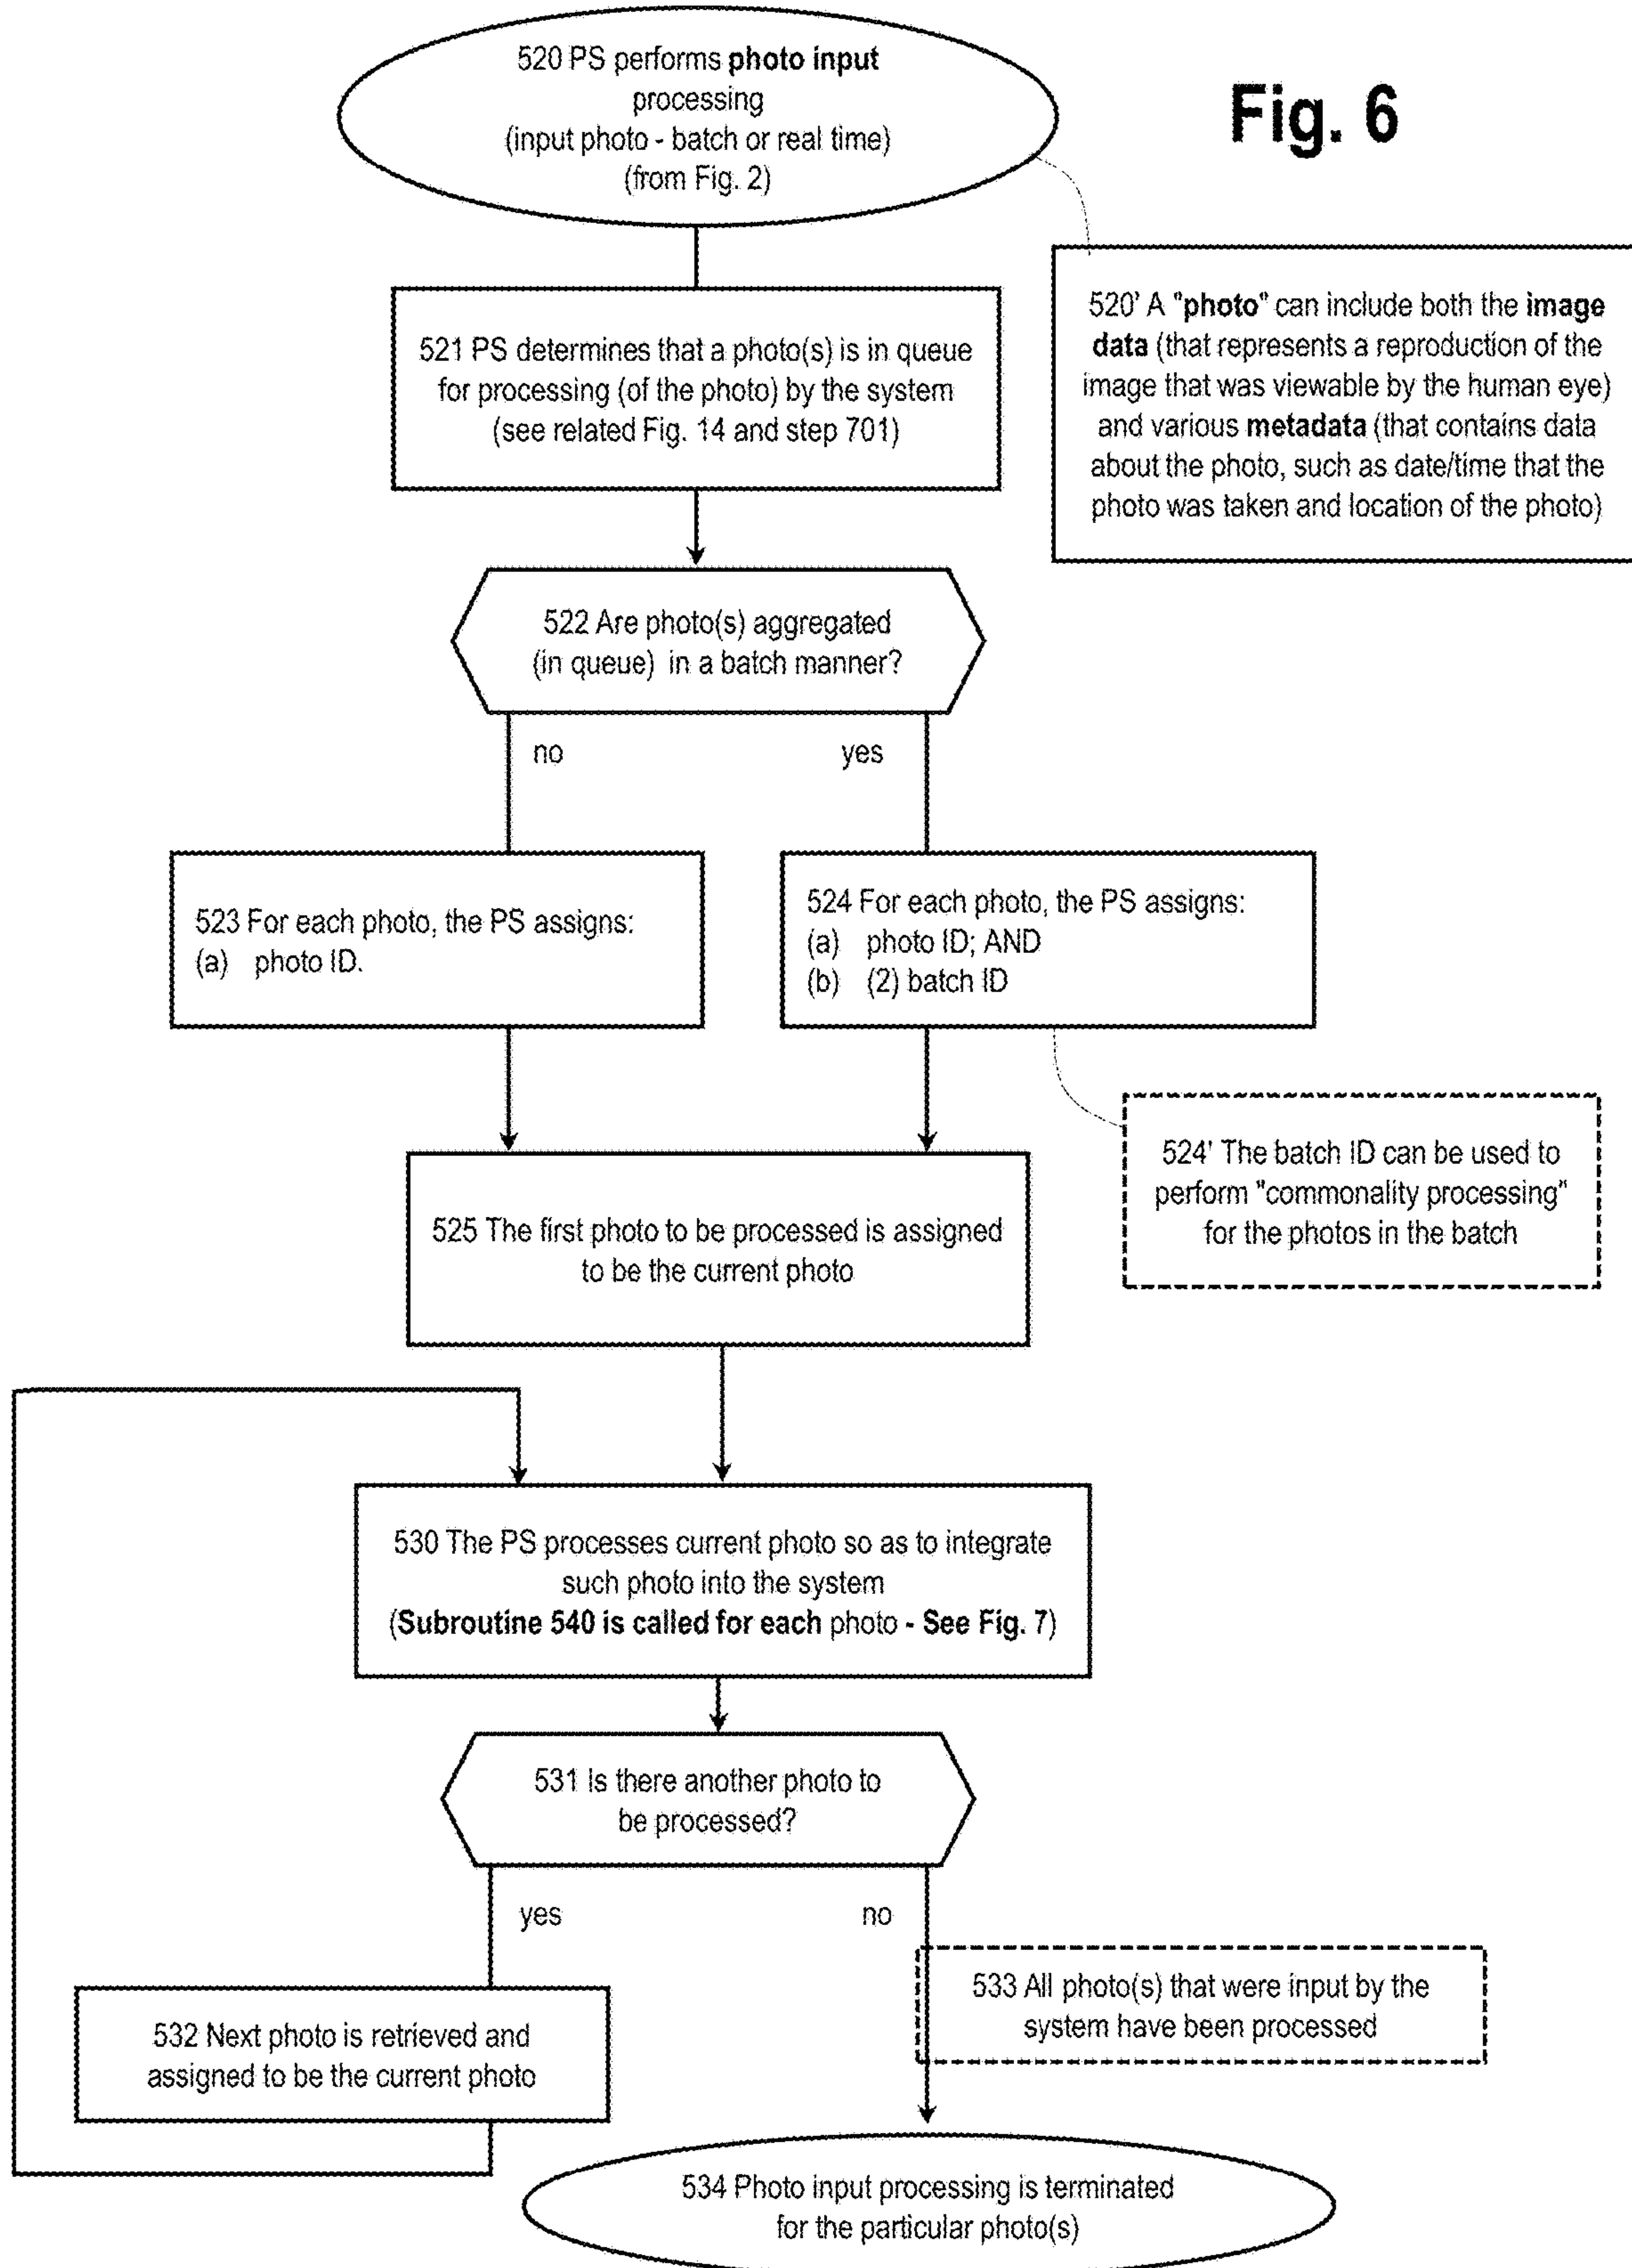 520 PS performs photo input
processing
(input photo - batch or real time)
(from Fig. 2)
Fig. 6
520' A "photo" can include both the image
data (that represents a reproduction of the
image that was viewable by the human eye)
and various metadata (that contains data
about the photo, such as date/time that the
photo was taken and location of the photo)
521 PS determines that a photo(s) is in queue
for processing (of the photo) by the system
(see related Fig. 14 and step 701)
522 Are photo(s) aggregated
(in queue) in a batch manner?
no
yes
523 For each photo, the PS assigns:
(a) photo ID.
524 For each photo, the PS assigns:
(a) photo ID; AND
(b) (2) batch ID
524' The batch ID can be used to
perform "commonality processing"
for the photos in the batch
525 The first photo to be processed is assigned
to be the current photo
530 The PS processes current photo so as to integrate
such photo into the system
(Subroutine 540 is called for each photo - See Fig. 7)
531 Is there another photo to
be processed?
yes
no
532 Next photo is retrieved and
assigned to be the current photo
533 All photo(s) that were input by the
system have been processed
534 Photo input processing is terminated
for the particular photo(s)